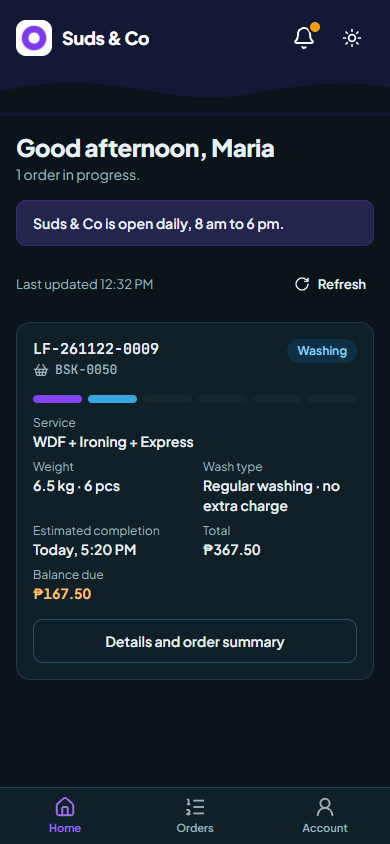 Suds & Co
Good afternoon, Maria
1 order in progress.
Suds & Co is open daily, 8 am to 6 pm.
Last updated 12:32 PM
Refresh
LF-261122-0009
Washing
BSK-0050
Service
WDF + Ironing + Express
Weight
6.5 kg · 6 pcs
Wash type
Regular washing · no
extra charge
Estimated completion
Today, 5:20 PM
Total
₱367.50
Balance due
₱167.50
Details and order summary
Home
Orders
Account